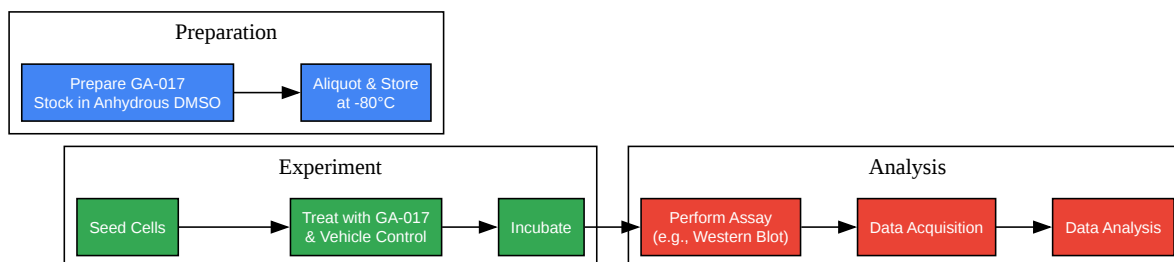 Preparation
Prepare GA-017
Stock in Anhydrous DMSO
Aliquot & Store
at -80°C
Experiment
Seed Cells
Treat with GA-017
& Vehicle Control
Incubate
Analysis
Perform Assay
(e.g., Western Blot)
Data Acquisition
Data Analysis